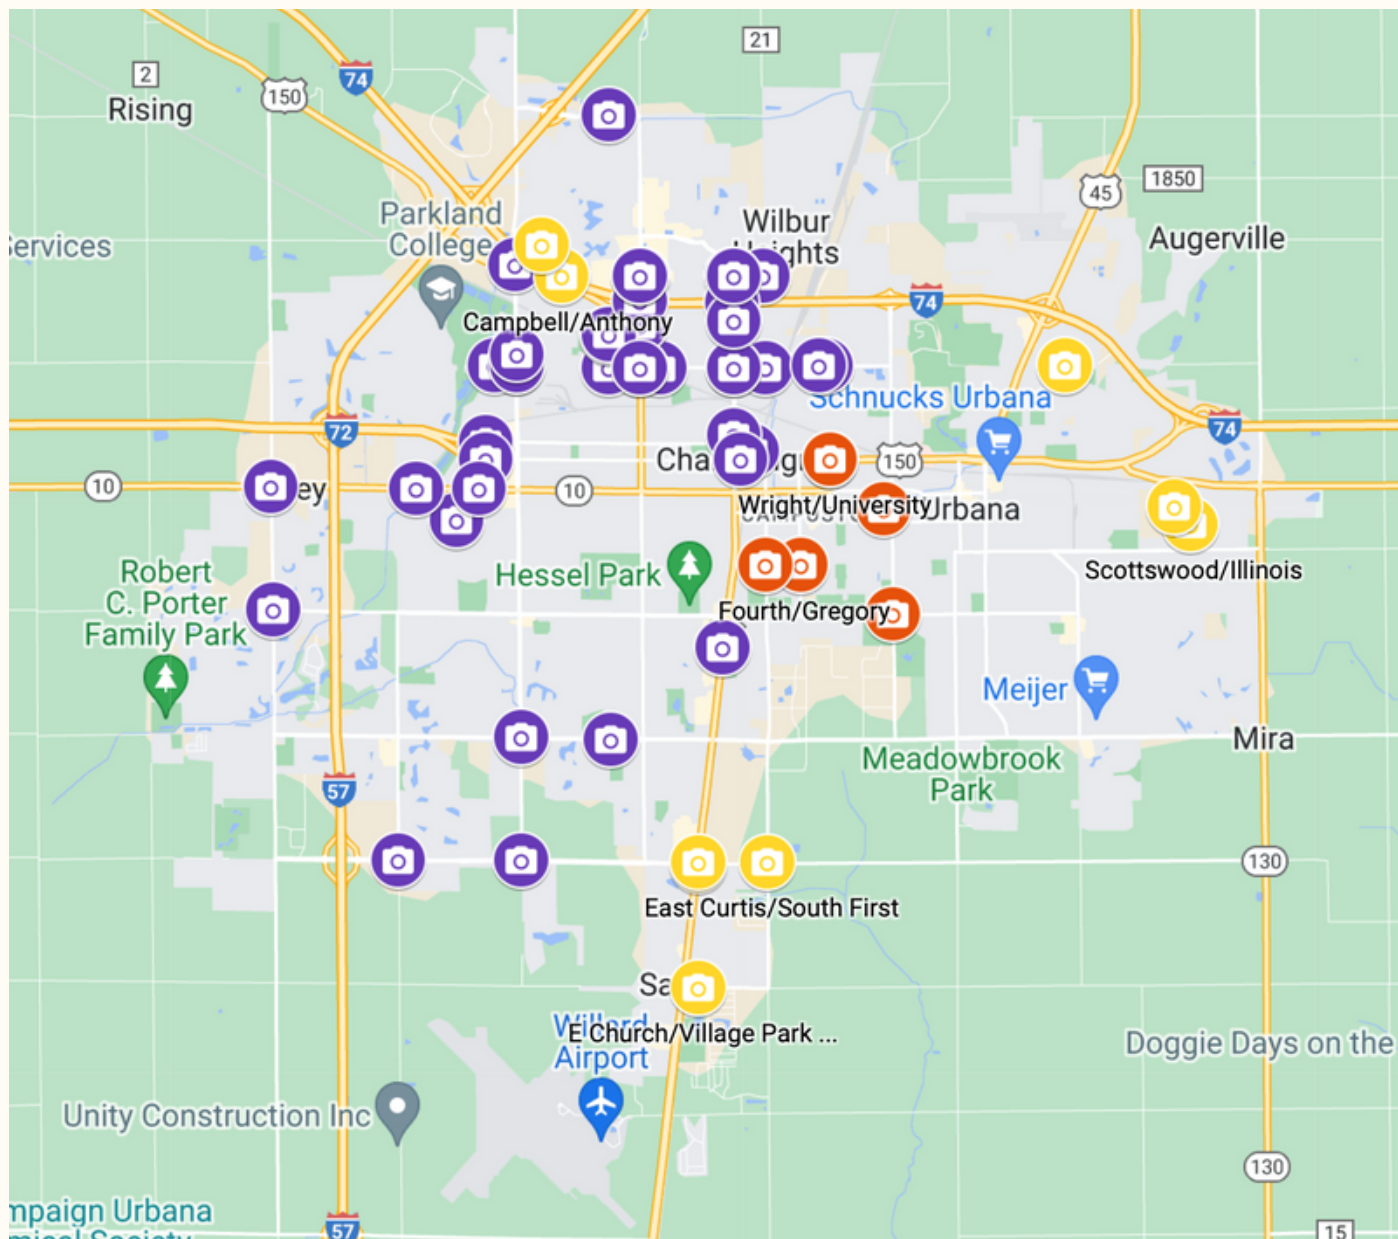 21
74
2
Rising
150
45
1850
Parkland
College
Wilbur
Augerville
Services
Campbell/Anthony
74
Schnucks Urbana
72
74
10
10
150
Wright/University
Urbana
Scottswood/Illinois
Hessel Park
Robert
C. Porter
Family Park
Fourth/Gregory
Meijer
Mira
Meadowbrook
Park
57
130
East Curtis/South First
E Church/Village Park ...
Airport
Doggie Days on the
Unity Construction Inc
130
mpaign Urbana
57
15